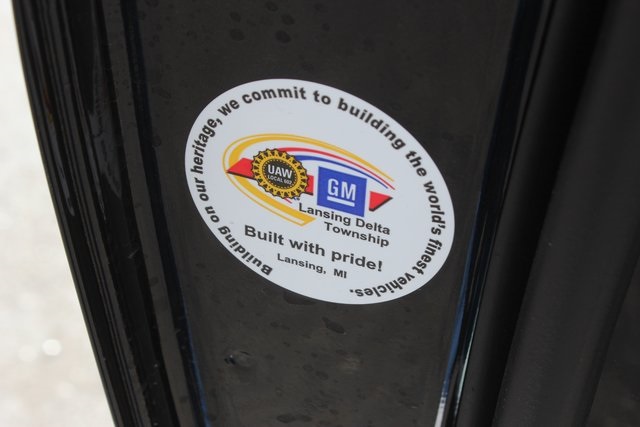 Building on our heritage, we commit to building the world's finest vehicles.
UAW
LOCAL 602
GM
Lansing Delta
Township
Built with pride!
Lansing, MI